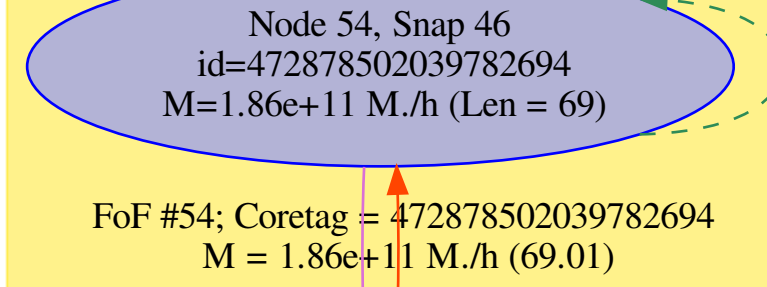 Node 54, Snap 46
id=472878502039782694
M=1.86e+11 M./h (Len = 69)
FoF #54; Coretag = 472878502039782694
M = 1.86e+11 M./h (69.01)